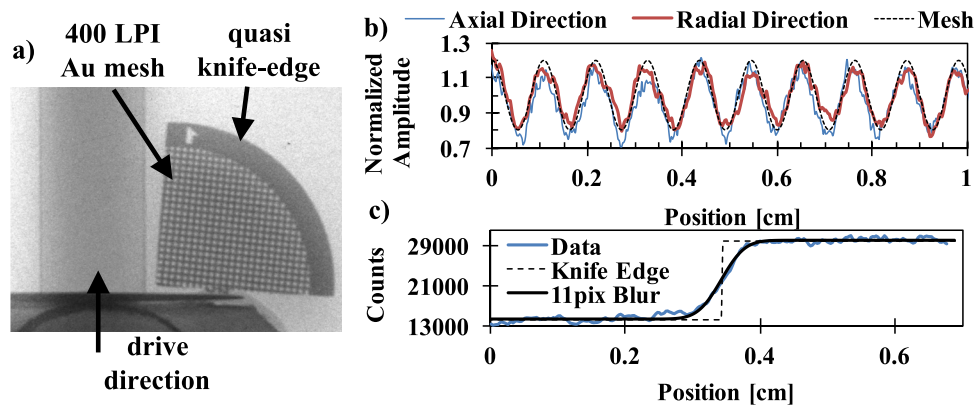 a)
400 LPI
Au mesh
quasi
knife-edge
1
drive
direction
b)
Axial Direction
Radial Direction
Mesh
Normalized
Amplitude
1.3
1.1
0.9
0.7
0
0.2
0.4
0.6
0.8
1
Position [cm]
c)
Counts
29000
21000
13000
Data
Knife Edge
11pix Blur
0
0.2
0.4
0.6
Position [cm]